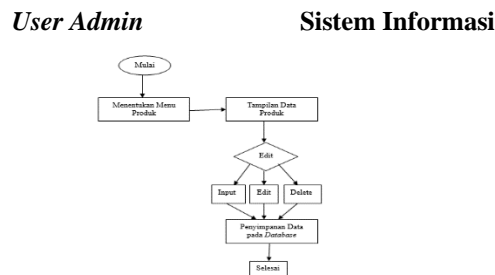 User Admin
Sistem Informasi
Mulai
Menentukan Menu
Produk
Tampilan Data
Produk
Edit
Input
Edit
Delete
Penyimpanan Data
pada Database
Selesai